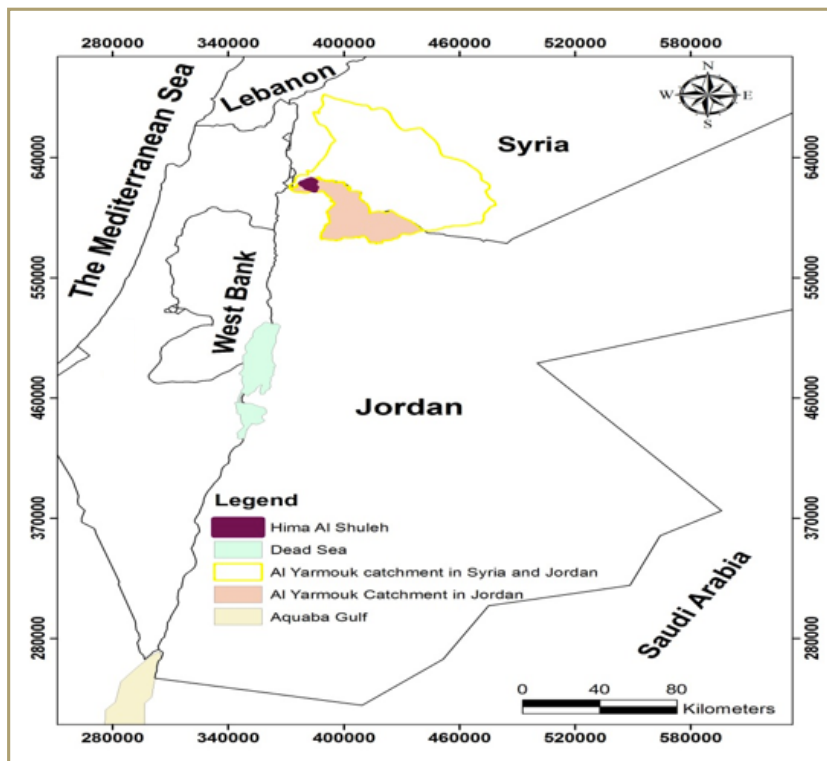 280000 340000 400000 460000 520000 580000
N
W E
S
The Mediterranean Sea
Lebanon
Syria
640000 640000
550000 550000
West Bank
460000 460000
Jordan
370000 370000
Legend
Hima Al Shuleh
Dead Sea
Al Yarmouk catchment in Syria and Jordan
Al Yarmouk Catchment in Jordan
Aquaba Gulf
Saudi Arabia
280000 280000
0 40 80
Kilometers
280000 340000 400000 460000 520000 580000